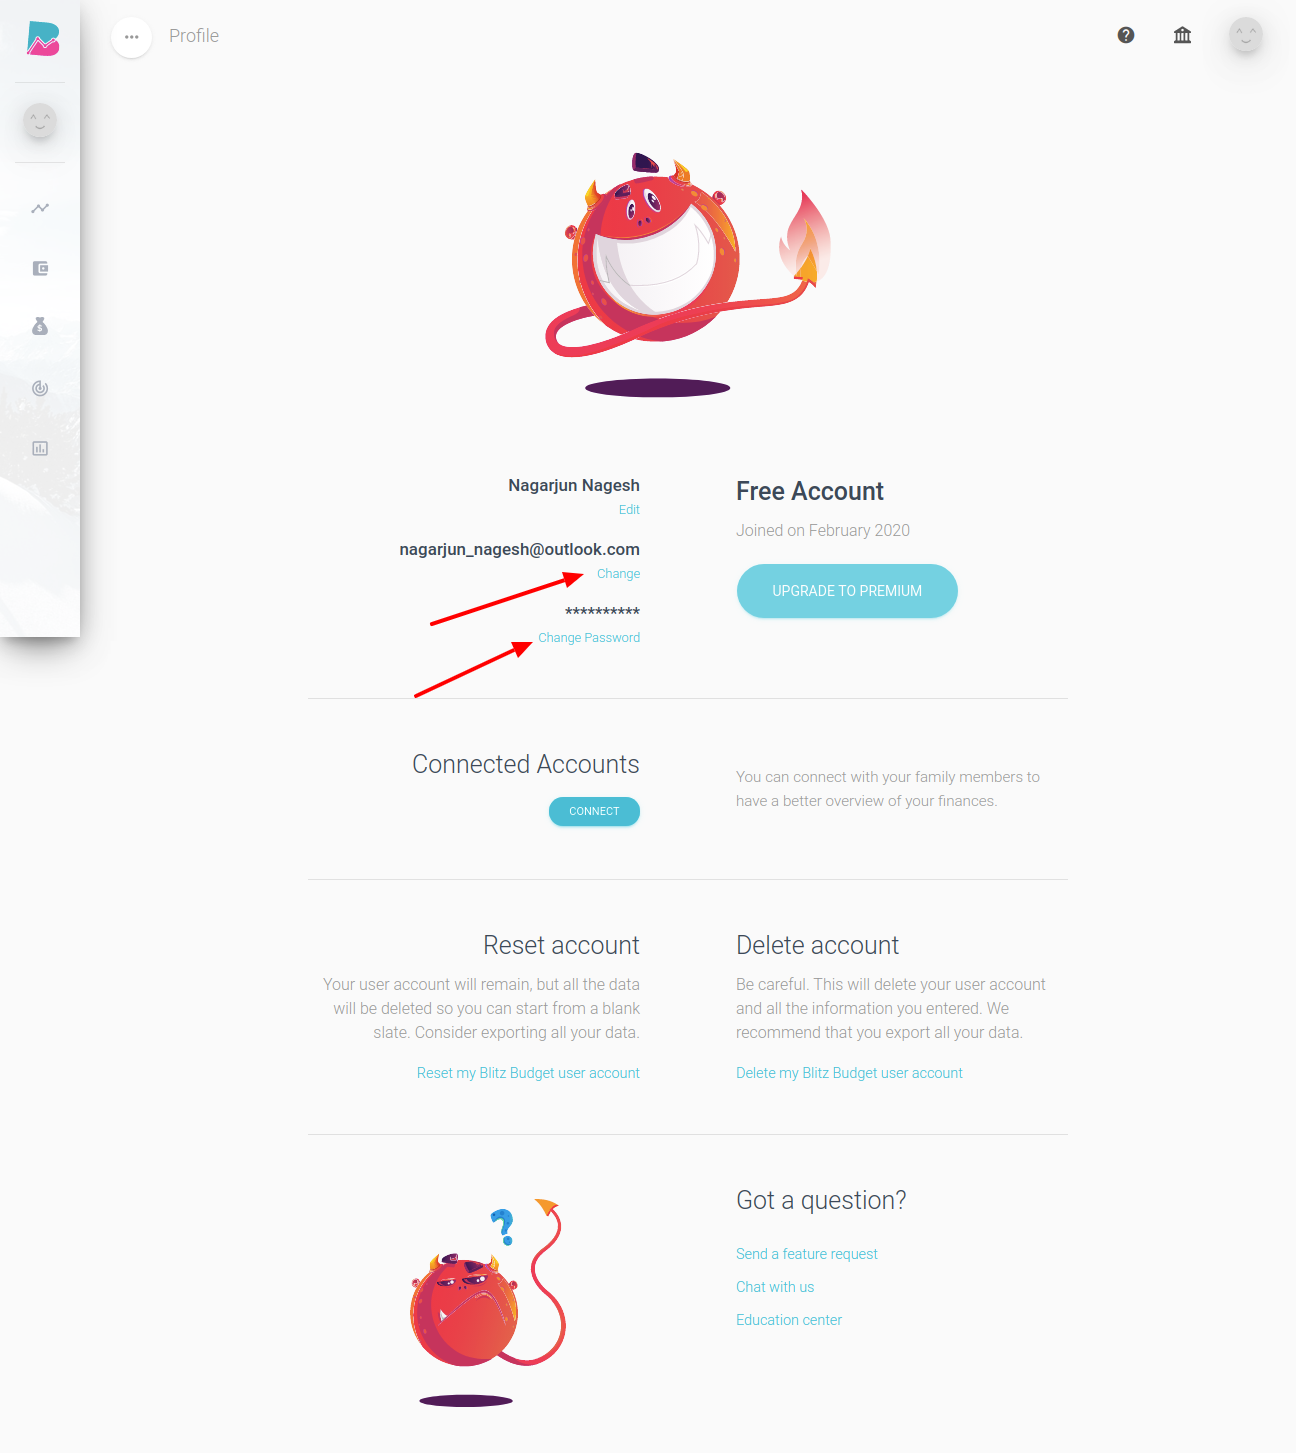 Profile
Nagarjun Nagesh
Edit
nagarjun_nagesh@outlook.com
Change
**********
Change Password
Free Account
Joined on February 2020
UPGRADE TO PREMIUM
Connected Accounts
CONNECT
You can connect with your family members to
have a better overview of your finances.
Reset account
Your user account will remain, but all the data
will be deleted so you can start from a blank
slate. Consider exporting all your data.
Reset my Blitz Budget user account
Delete account
Be careful. This will delete your user account
and all the information you entered. We
recommend that you export all your data.
Delete my Blitz Budget user account
?
Got a question?
Send a feature request
Chat with us
Education center